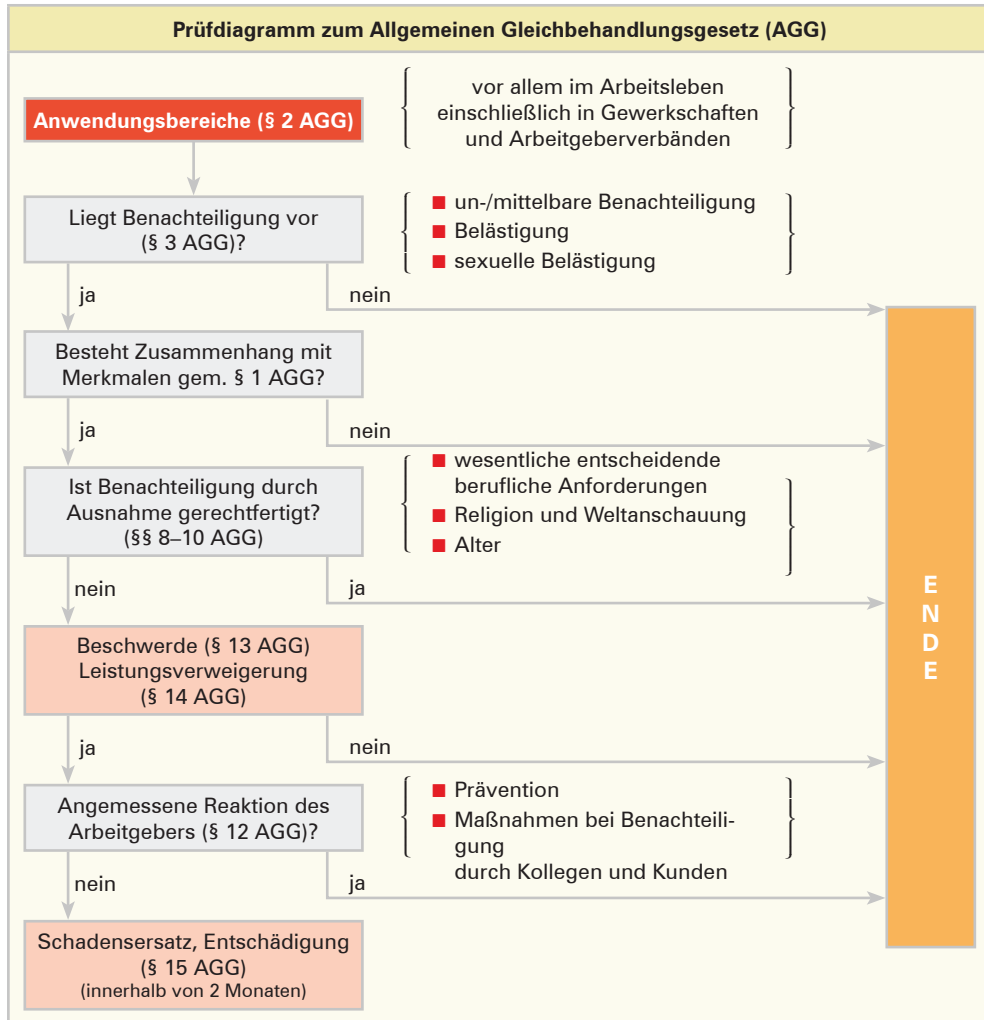 Prüfdiagramm zum Allgemeinen Gleichbehandlungsgesetz (AGG)
Anwendungsbereiche (§ 2 AGG)
vor allem im Arbeitsleben
einschließlich in Gewerkschaften
und Arbeitgeberverbänden
Liegt Benachteiligung vor
(§ 3 AGG)?
un-/mittelbare Benachteiligung
Belästigung
sexuelle Belästigung
ja
nein
Besteht Zusammenhang mit
Merkmalen gem. § 1 AGG?
ja
nein
Ist Benachteiligung durch
Ausnahme gerechtfertigt?
(§§ 8–10 AGG)
wesentliche entscheidende
berufliche Anforderungen
Religion und Weltanschauung
Alter
nein
ja
Beschwerde (§ 13 AGG)
Leistungsverweigerung
(§ 14 AGG)
ja
nein
Angemessene Reaktion des
Arbeitgebers (§ 12 AGG)?
Prävention
Maßnahmen bei Benachteili-
gung
durch Kollegen und Kunden
nein
ja
Schadensersatz, Entschädigung
(§ 15 AGG)
(innerhalb von 2 Monaten)
E
N
D
E